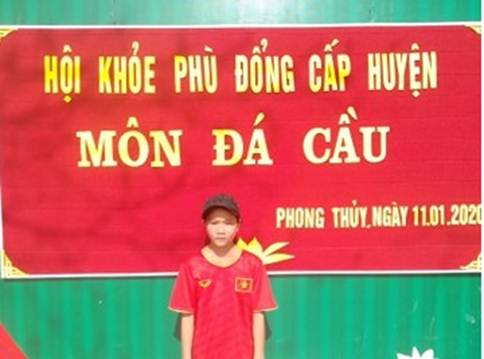 HỘI KHỎE PHÙ ĐỔNG CẤP HUYỆN
MÔN ĐÁ CẦU
PHONG THỦY, NGÀY 11.01.2020